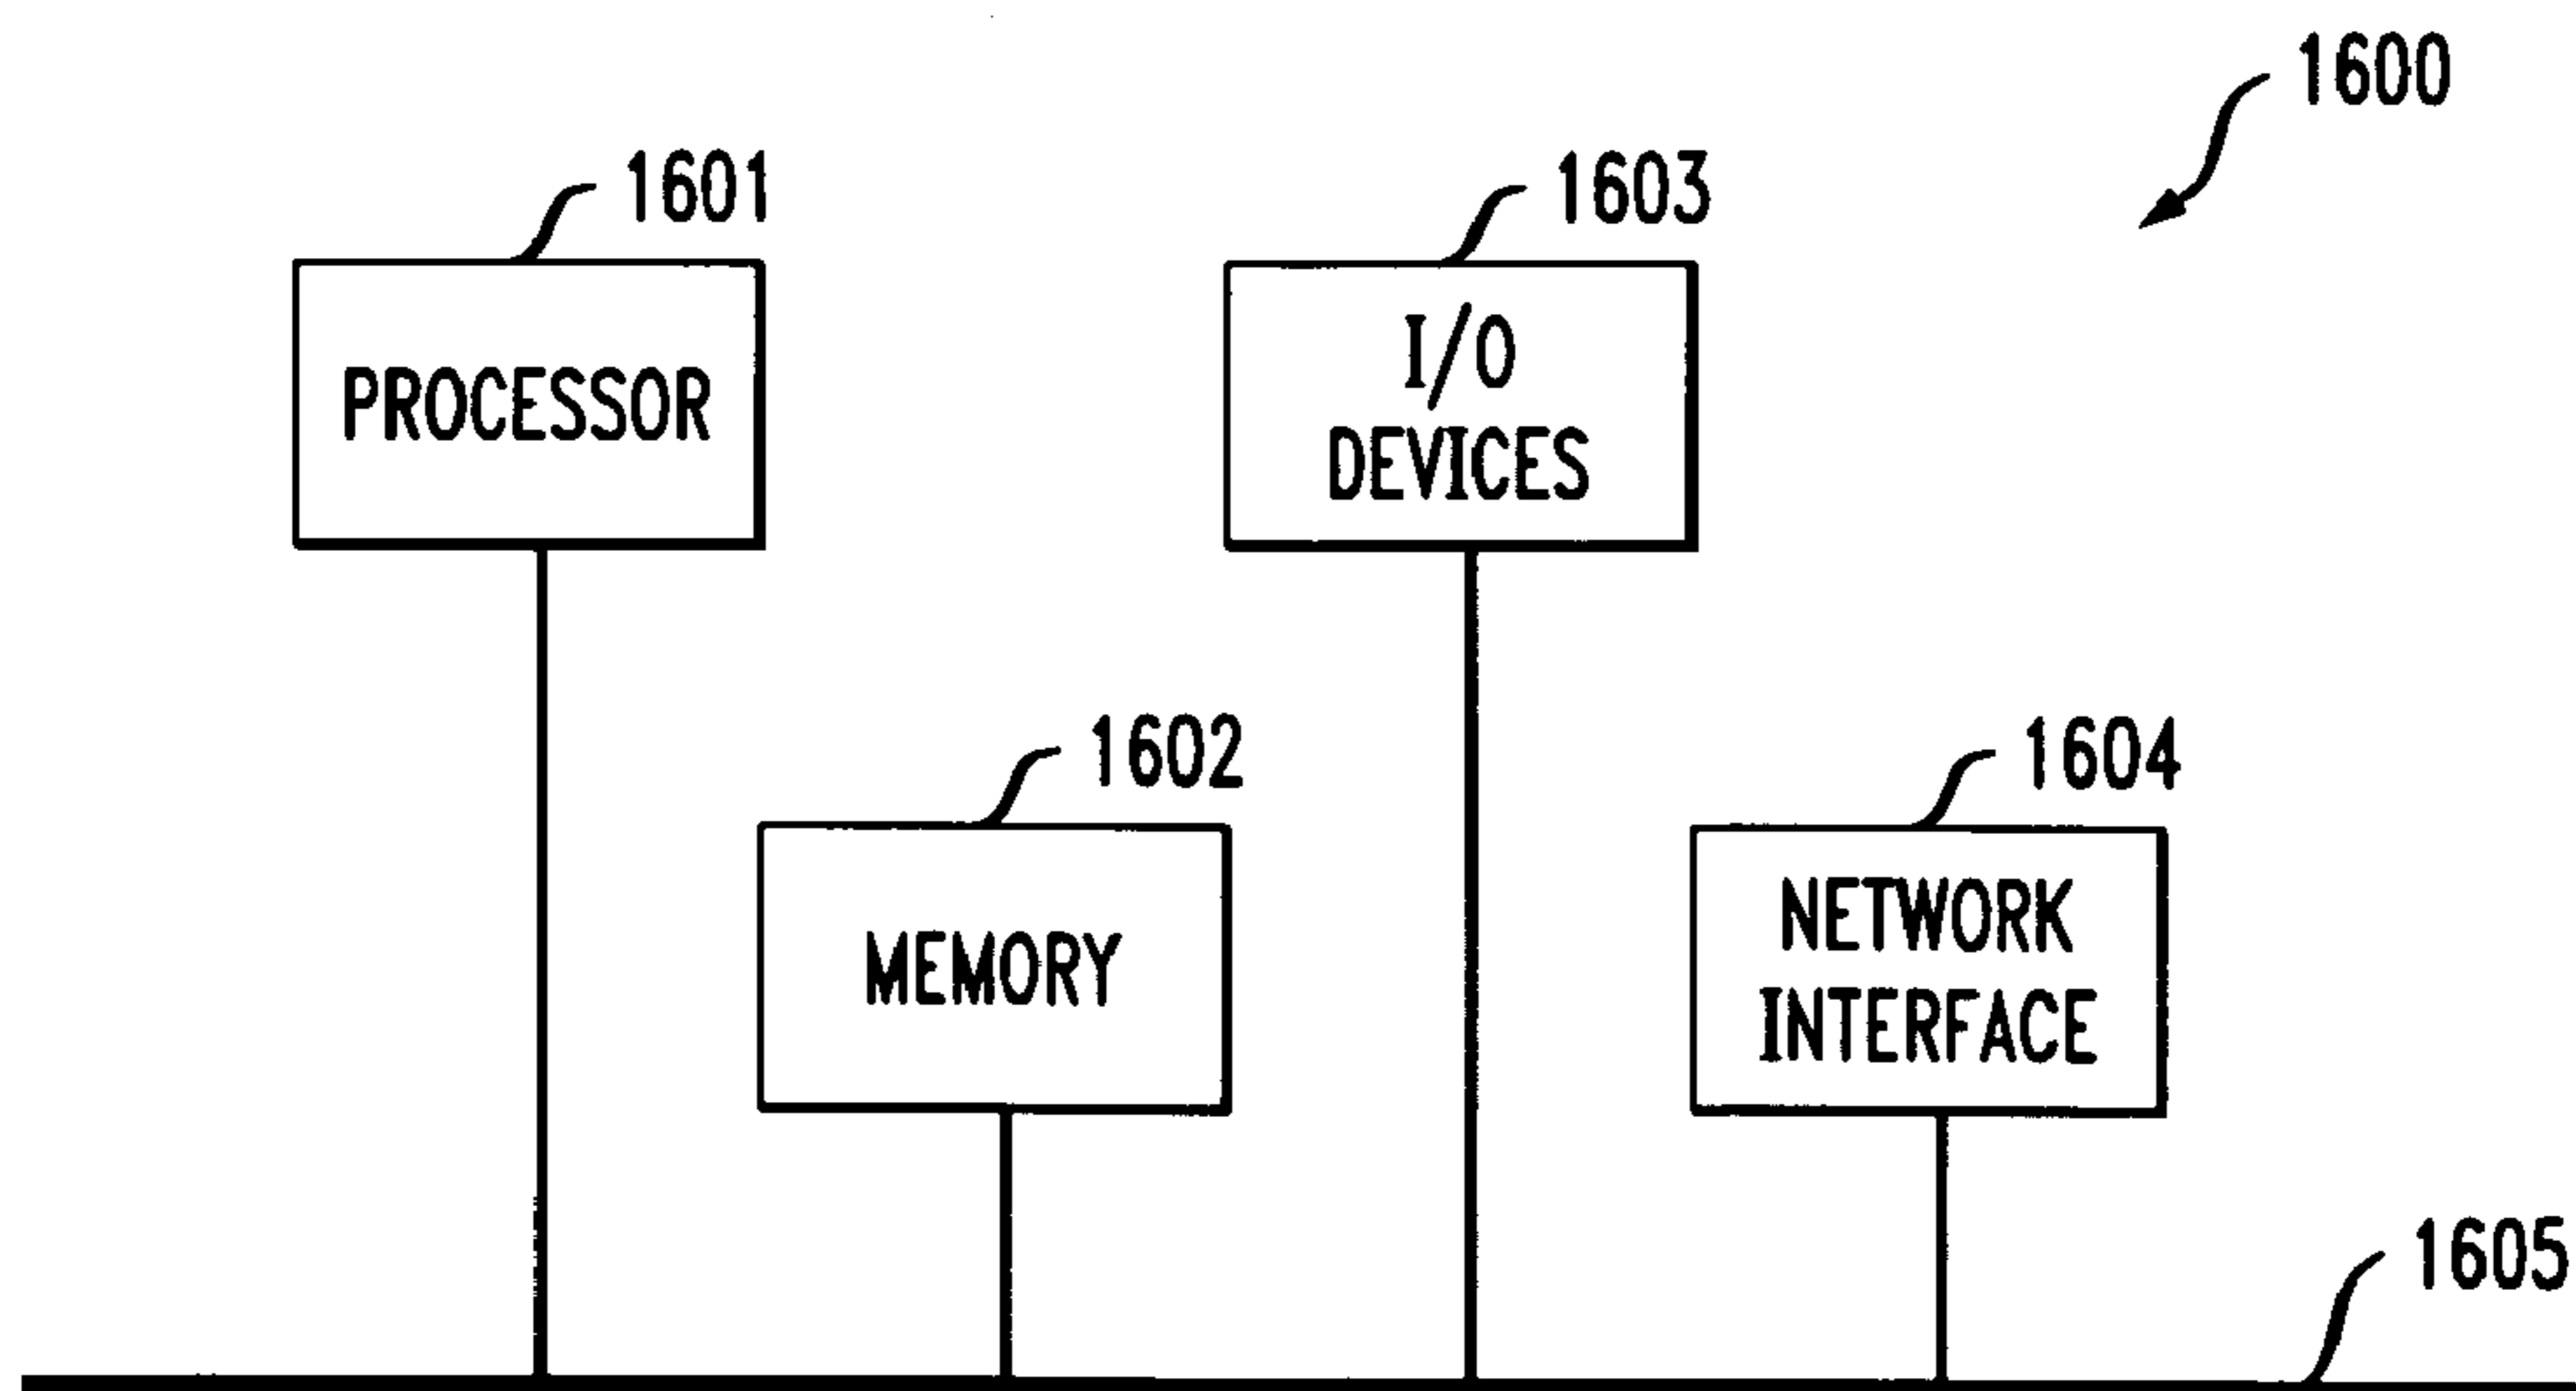 1600
1601
1603
PROCESSOR
I/O
DEVICES
1602
1604
MEMORY
NETWORK
INTERFACE
1605